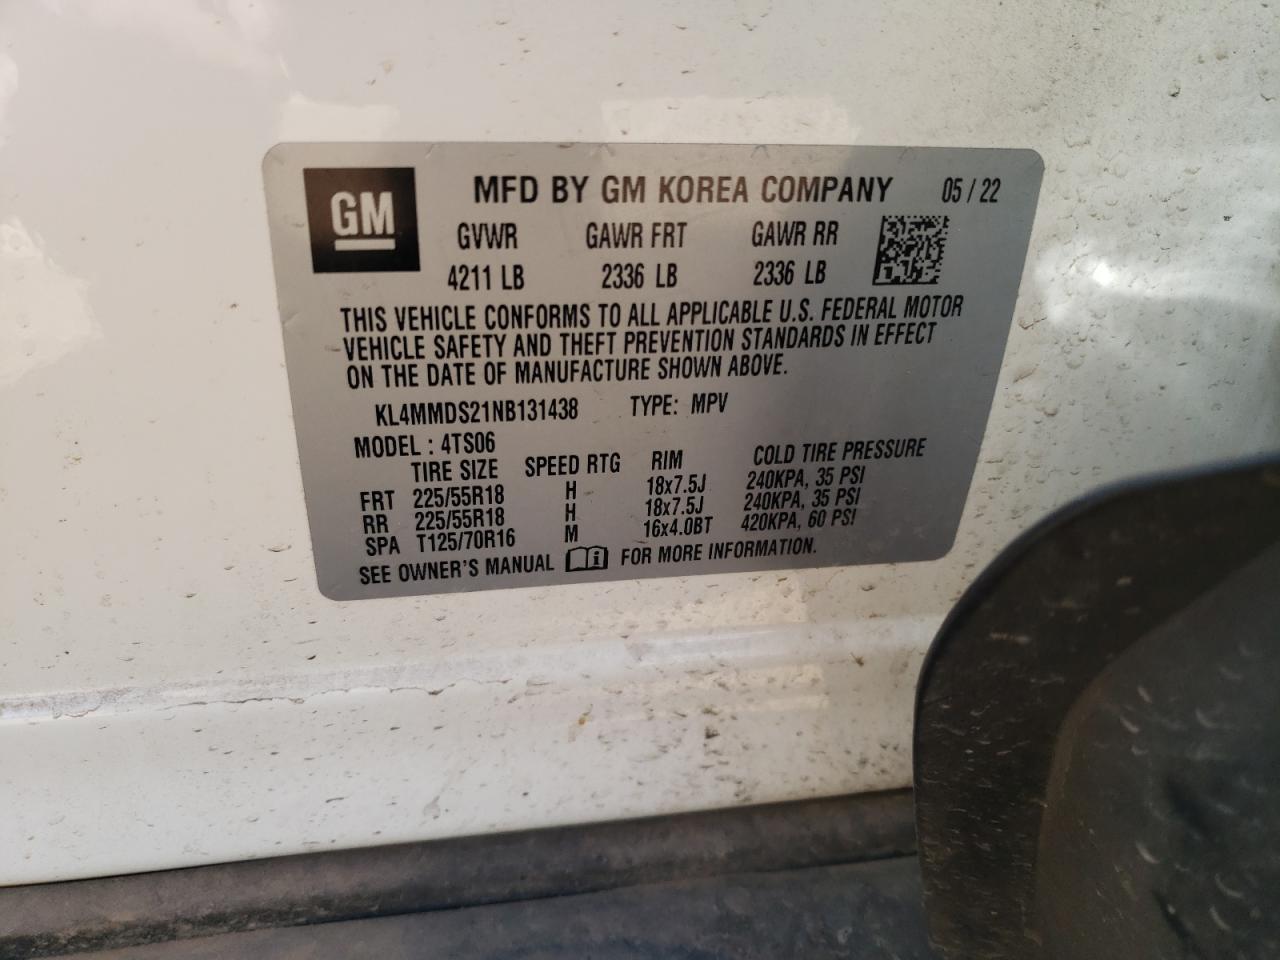 GM
MFD BY GM KOREA COMPANY 05 / 22
GVWR GAWR FRT GAWR RR
4211 LB 2336 LB 2336 LB
THIS VEHICLE CONFORMS TO ALL APPLICABLE U.S. FEDERAL MOTOR
VEHICLE SAFETY AND THEFT PREVENTION STANDARDS IN EFFECT
ON THE DATE OF MANUFACTURE SHOWN ABOVE.
KL4MMDS21NB131438 TYPE: MPV
MODEL : 4TS06
TIRE SIZE SPEED RTG RIM COLD TIRE PRESSURE
FRT 225/55R18 H 18x7.5J 240KPA, 35 PSI
RR 225/55R18 H 18x7.5J 240KPA, 35 PSI
SPA T125/70R16 M 16x4.0BT 420KPA, 60 PSI
SEE OWNER'S MANUAL FOR MORE INFORMATION.